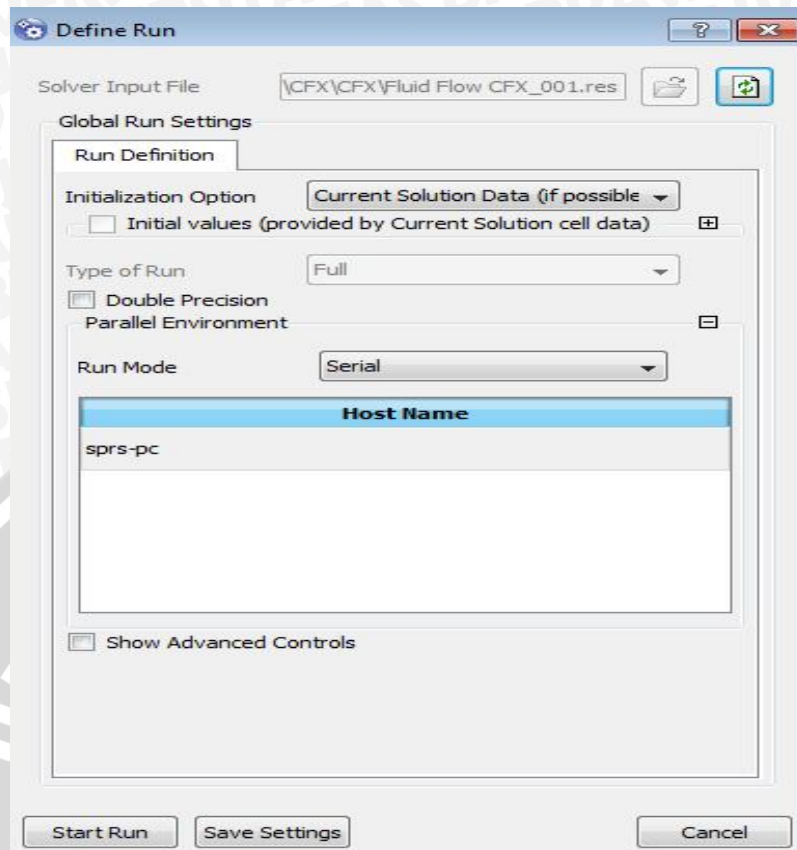 Define Run
Solver Input File \CFX\CFX\Fluid Flow CFX_001.res
Global Run Settings
Run Definition
Initialization Option Current Solution Data (if possible
Initial values (provided by Current Solution cell data)
Type of Run Full
Double Precision
Parallel Environment
Run Mode Serial
Host Name
sprs-pc
Show Advanced Controls
Start Run Save Settings Cancel